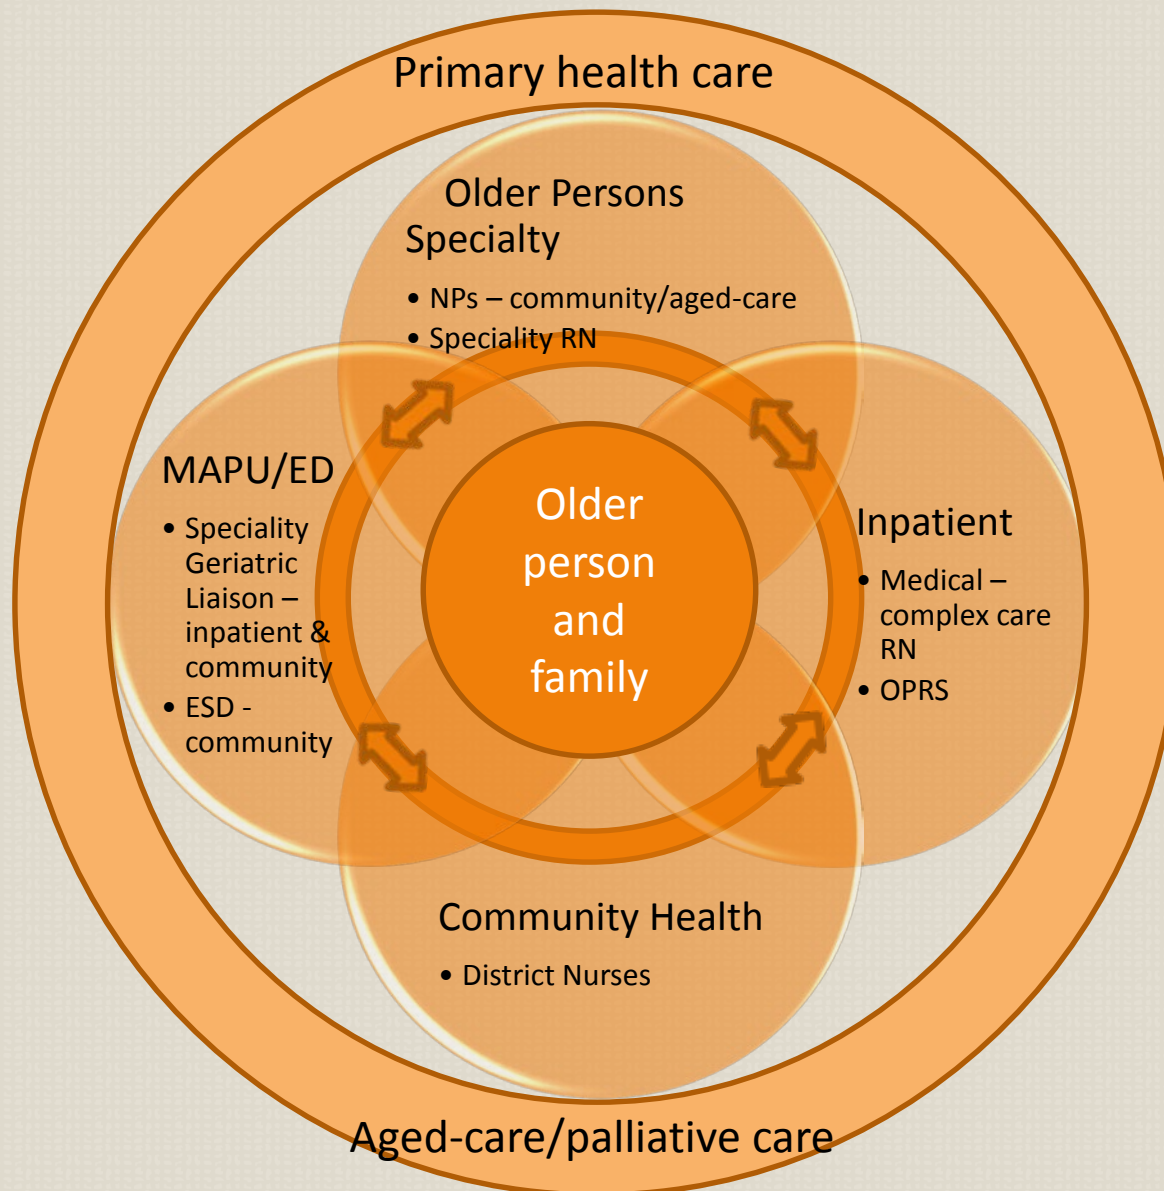 Primary health care
Older Persons
Specialty
• NPs – community/aged-care
• Speciality RN
MAPU/ED
• Speciality
Geriatric
Liaison –
inpatient &
community
• ESD -
community
Older
person
and
family
Inpatient
• Medical –
complex care
RN
• OPRS
Community Health
• District Nurses
Aged-care/palliative care